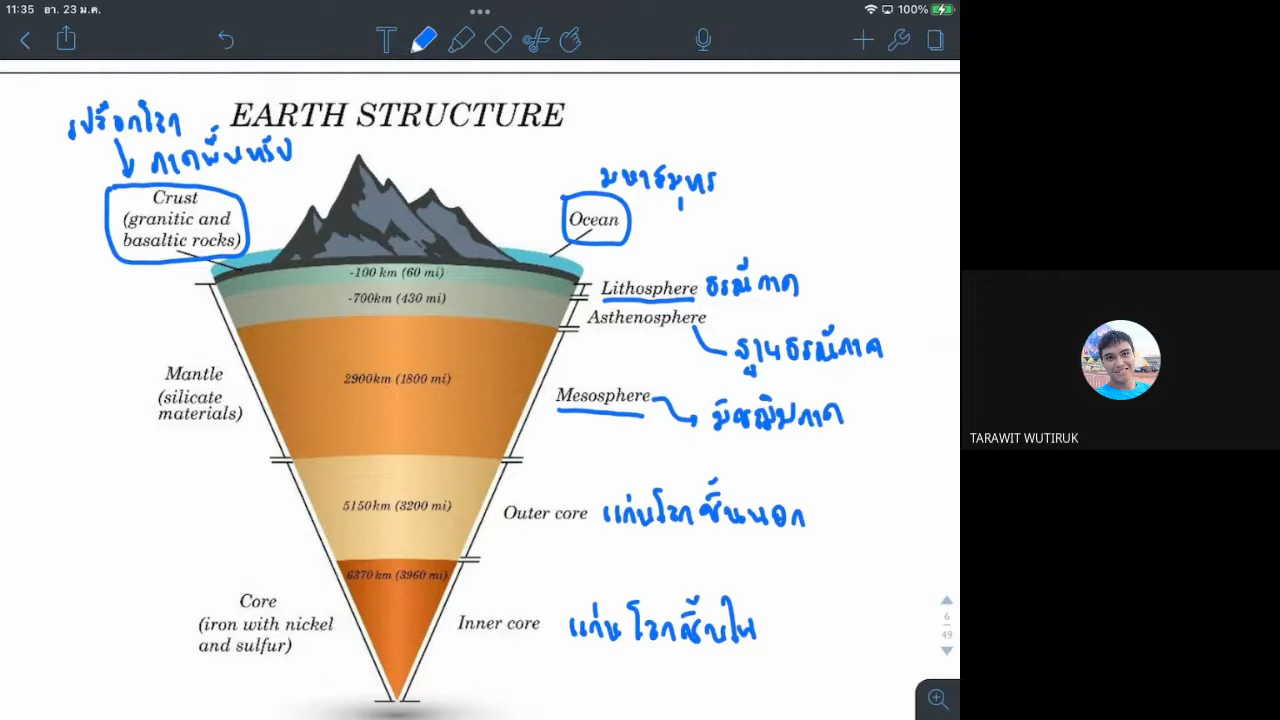 11:35 อา. 23 ม.ค.
100%
EARTH STRUCTURE
เปลือกโลก
ภาคพื้นทวีป
Crust
(granitic and
basaltic rocks)
มหาสมุทร
Ocean
-100 km (60 mi)
-700km (430 mi)
Lithosphere ธรณีภาค
Asthenosphere
ฐานธรณีภาค
Mantle
(silicate
materials)
2900km (1800 mi)
Mesosphere
มัชฌิมภาค
5150km (3200 mi)
Outer core แก่นโลกชั้นนอก
6370km (3960 mi)
Core
(iron with nickel
and sulfur)
Inner core แก่นโลกชั้นใน
6
49
TARAWIT WUTIRUK